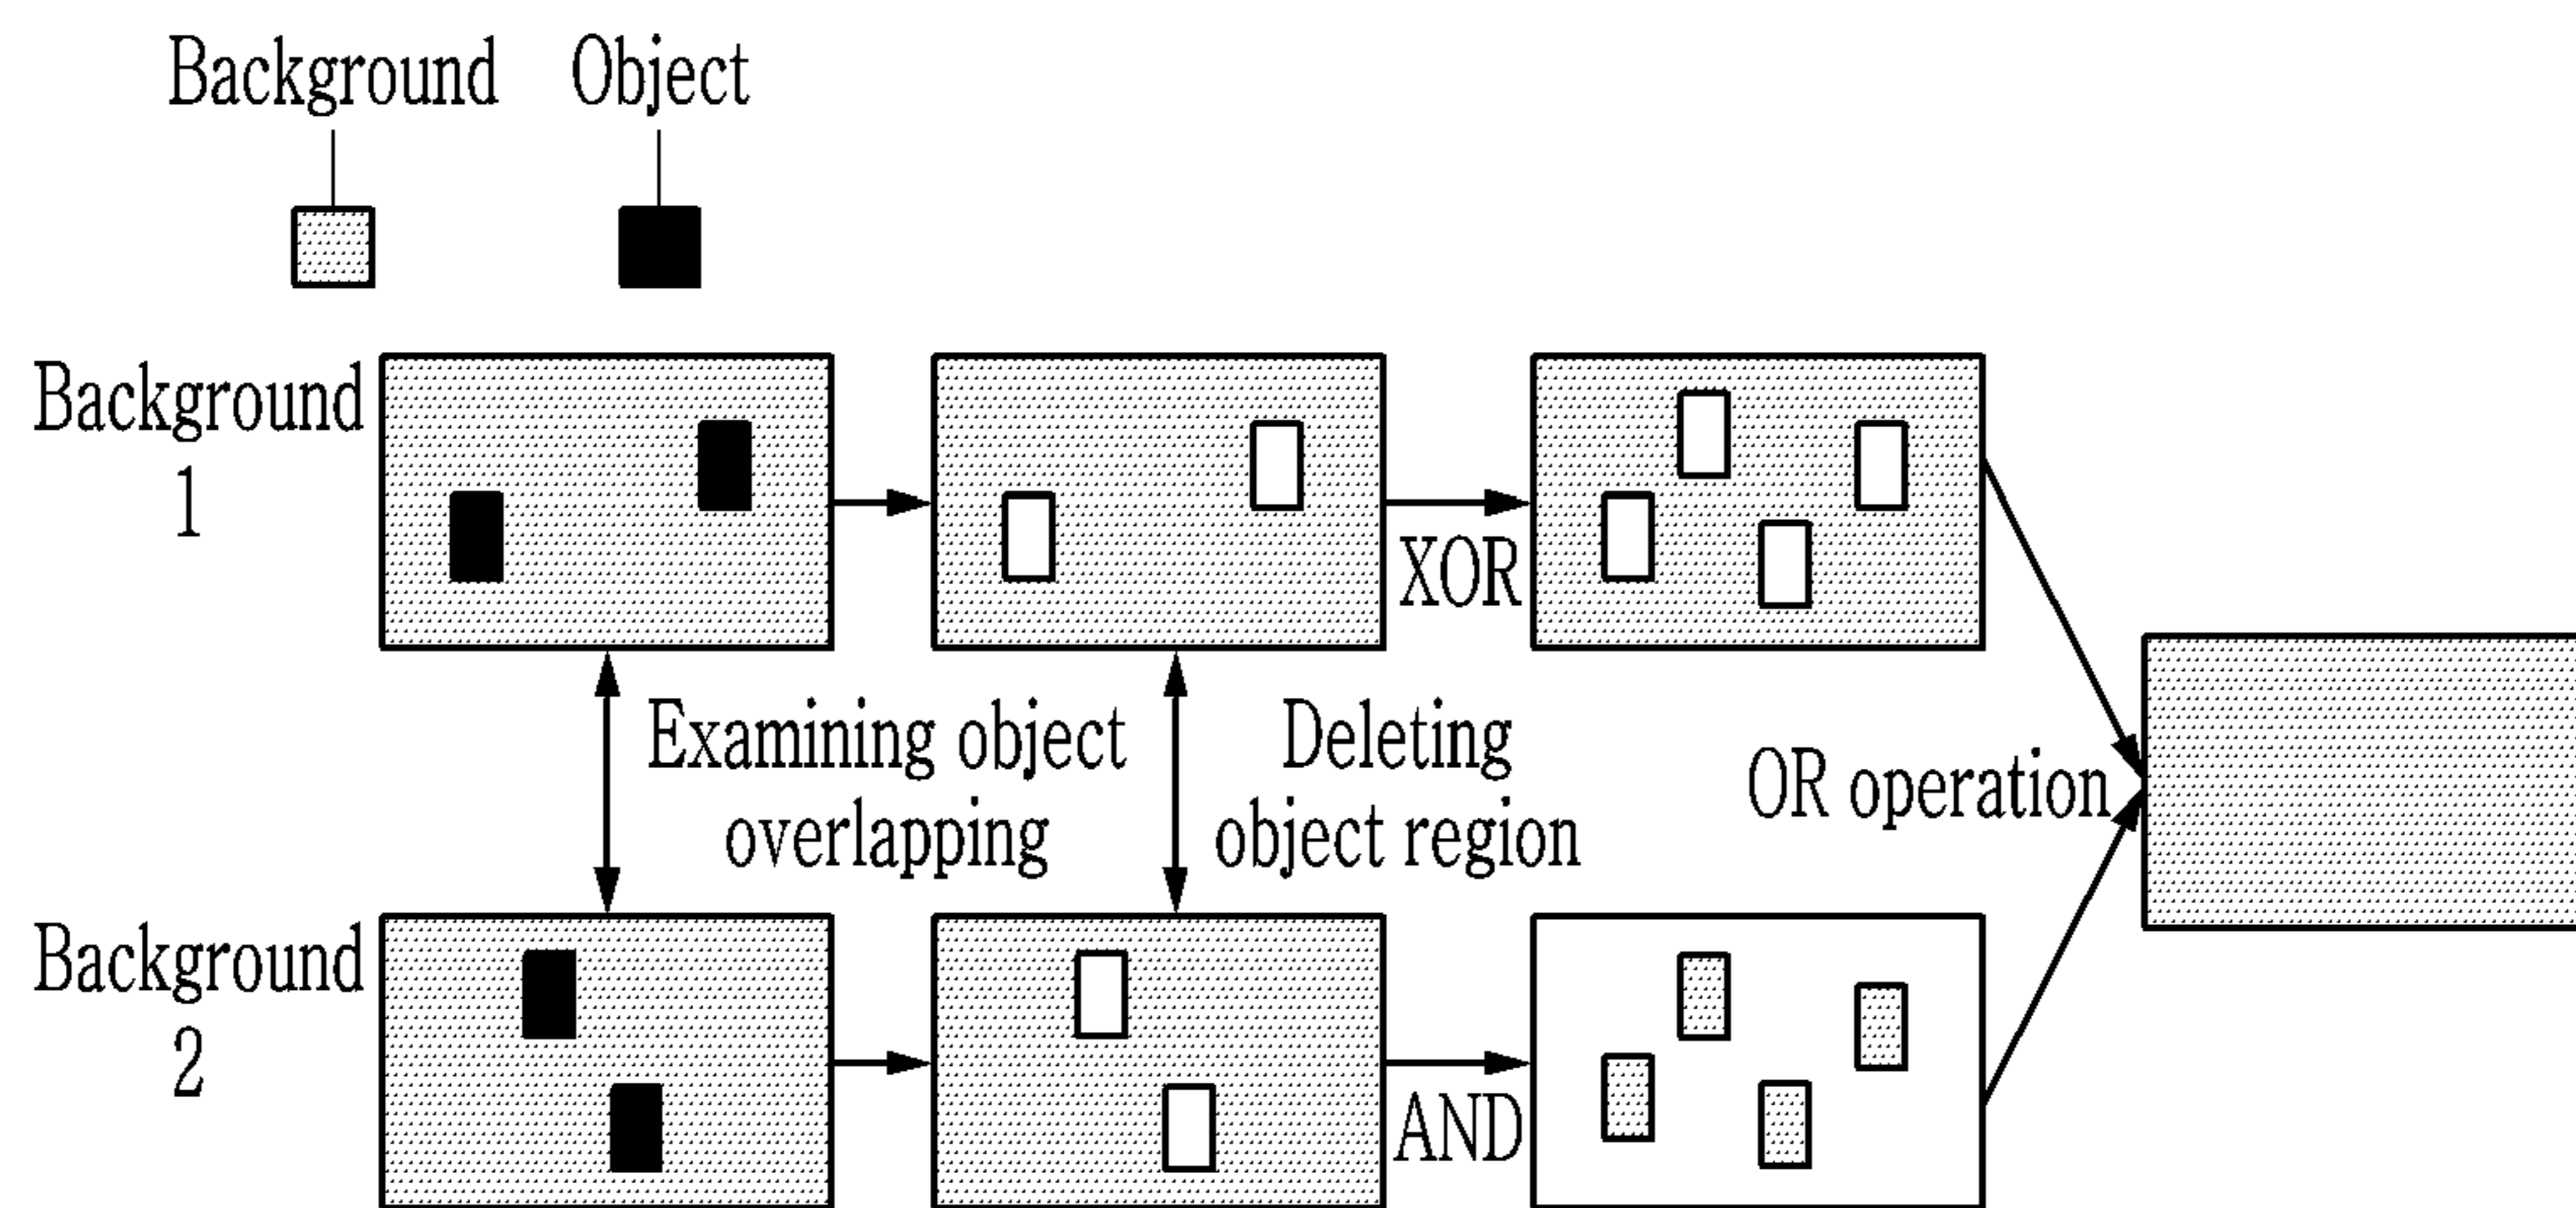 Background
Object
Background
1
XOR
Examining object
overlapping
Deleting
object region
OR operation
Background
2
AND